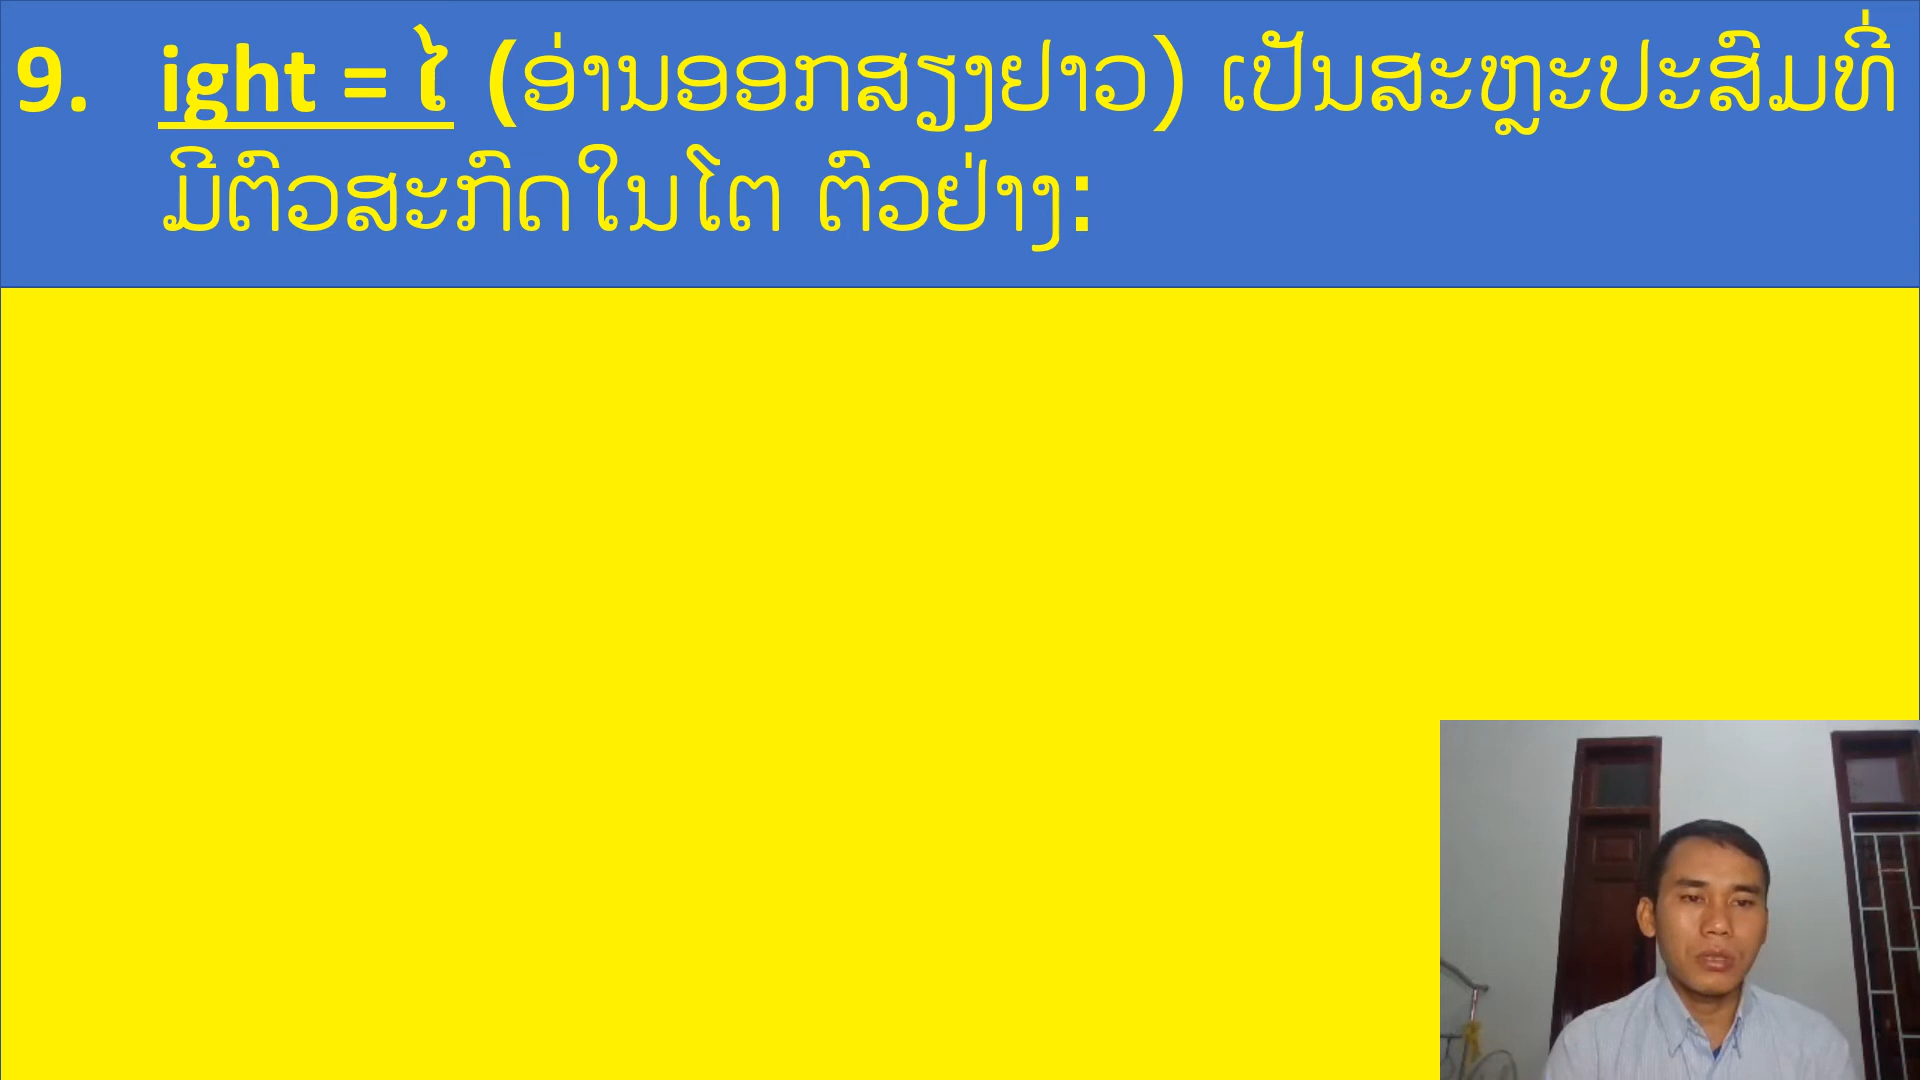 9. ight = ໄ (ອ່ານອອກສຽງຢາວ) ເປັນສະຫຼະປະສົມທີ່
ມີຕົວສະກົດໃນໂຕ ຕົວຢ່າງ: